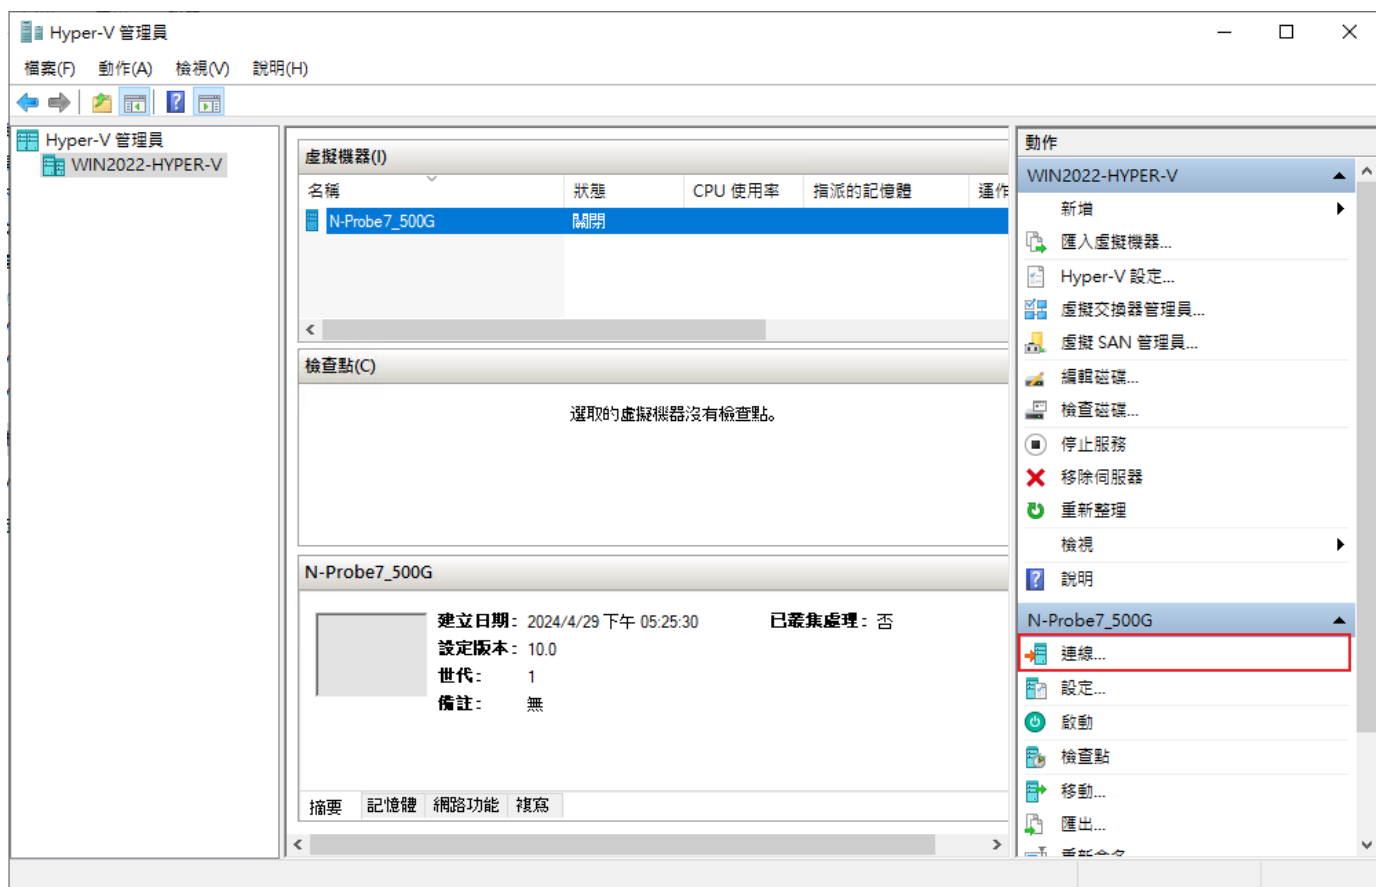 Hyper-V 管理員
檔案(F) 動作(A) 檢視(V) 說明(H)
Hyper-V 管理員
WIN2022-HYPER-V
虛擬機器(I)
名稱 狀態 CPU 使用率 指派的記憶體 運作
N-Probe7_500G 關閉
檢查點(C)
選取的虛擬機器沒有檢查點。
N-Probe7_500G
建立日期: 2024/4/29 下午 05:25:30 已叢集處理: 否
設定版本: 10.0
世代: 1
備註: 無
摘要 記憶體 網路功能 複寫
動作
WIN2022-HYPER-V
新增
匯入虛擬機器...
Hyper-V 設定...
虛擬交換器管理員...
虛擬 SAN 管理員...
編輯磁碟...
檢查磁碟...
停止服務
移除伺服器
重新整理
檢視
說明
N-Probe7_500G
連線...
設定...
啟動
檢查點
移動...
匯出...
重新命名